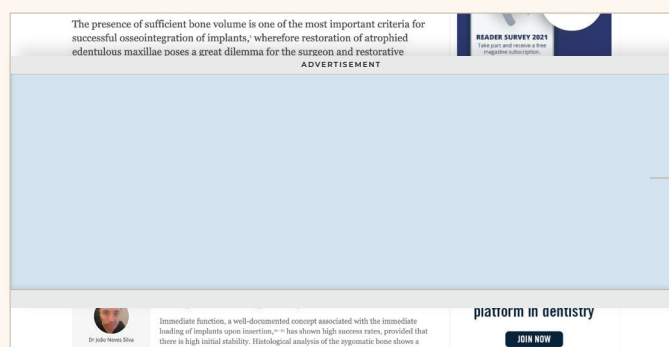 The presence of sufficient bone volume is one of the most important criteria for
successful osseointegration of implants,¹ wherefore restoration of atrophied
edentulous maxillae poses a great dilemma for the surgeon and restorative
READER SURVEY 2021
Take part and receive a free
magazine subscription.
ADVERTISEMENT
Dr João Neves Silva
Immediate function, a well-documented concept associated with the immediate
loading of implants upon insertion, has shown high success rates, provided that
there is high initial stability. Histological analysis of the zygomatic bone shows a
platform in dentistry
JOIN NOW